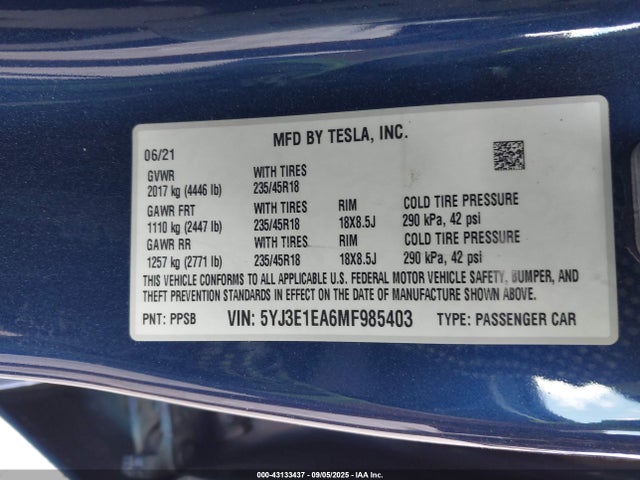 MFD BY TESLA, INC.
06/21
GVWR WITH TIRES
2017 kg (4446 lb) 235/45R18
GAWR FRT WITH TIRES RIM COLD TIRE PRESSURE
1110 kg (2447 lb) 235/45R18 18X8.5J 290 kPa, 42 psi
GAWR RR WITH TIRES RIM COLD TIRE PRESSURE
1257 kg (2771 lb) 235/45R18 18X8.5J 290 kPa, 42 psi
THIS VEHICLE CONFORMS TO ALL APPLICABLE U.S. FEDERAL MOTOR VEHICLE SAFETY, BUMPER, AND
THEFT PREVENTION STANDARDS IN EFFECT ON THE DATE OF MANUFACTURE SHOWN ABOVE.
PNT: PPSB VIN: 5YJ3E1EA6MF985403 TYPE: PASSENGER CAR
000-43133437 - 09/05/2025 - IAA Inc.